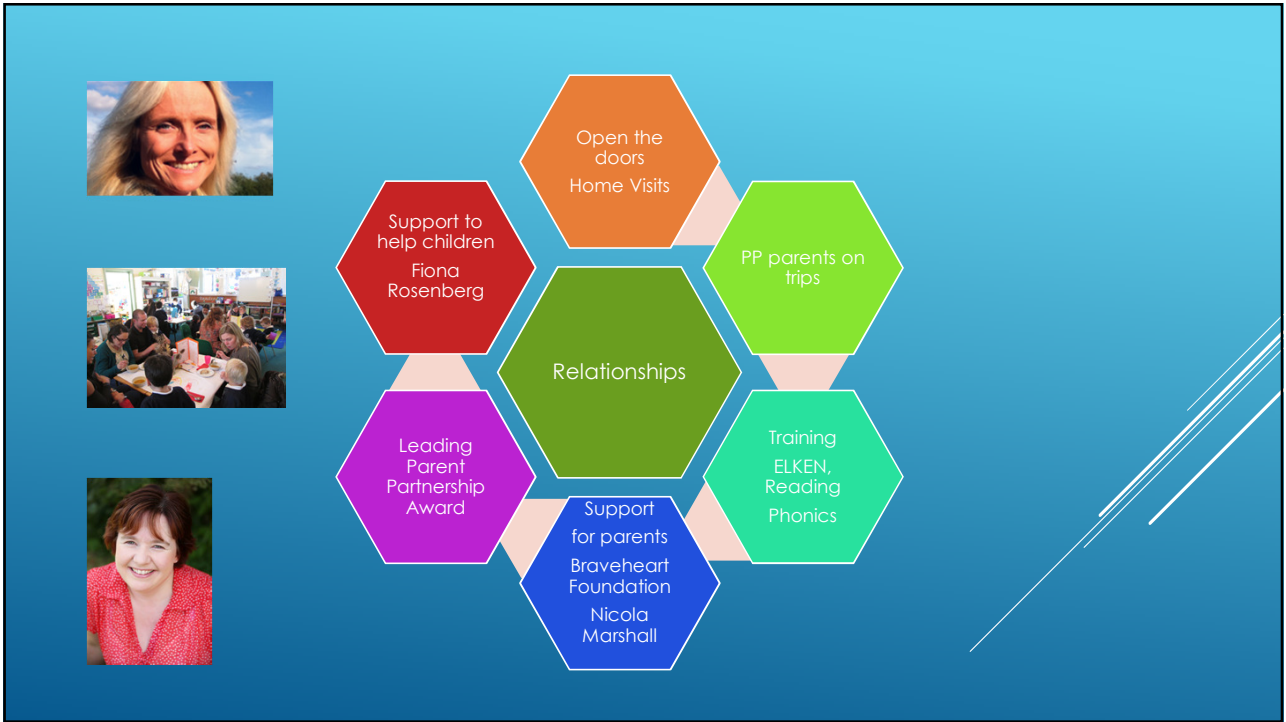 Open the
doors
Home Visits
PP parents on
trips
Training
ELKEN,
Reading
Phonics
Support
for parents
Braveheart
Foundation
Nicola
Marshall
Leading
Parent
Partnership
Award
Support to
help children
Fiona
Rosenberg
Relationships